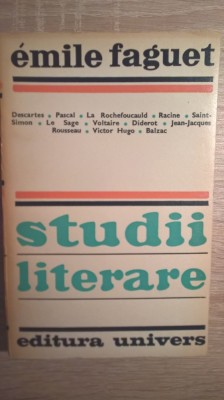 émile faguet
Descartes • Pascal • La Rochefoucauld • Racine • Saint-
Simon • Le Sage • Voltaire • Diderot • Jean-Jacques
Rousseau • Victor Hugo • Balzac
studii
literare
editura univers